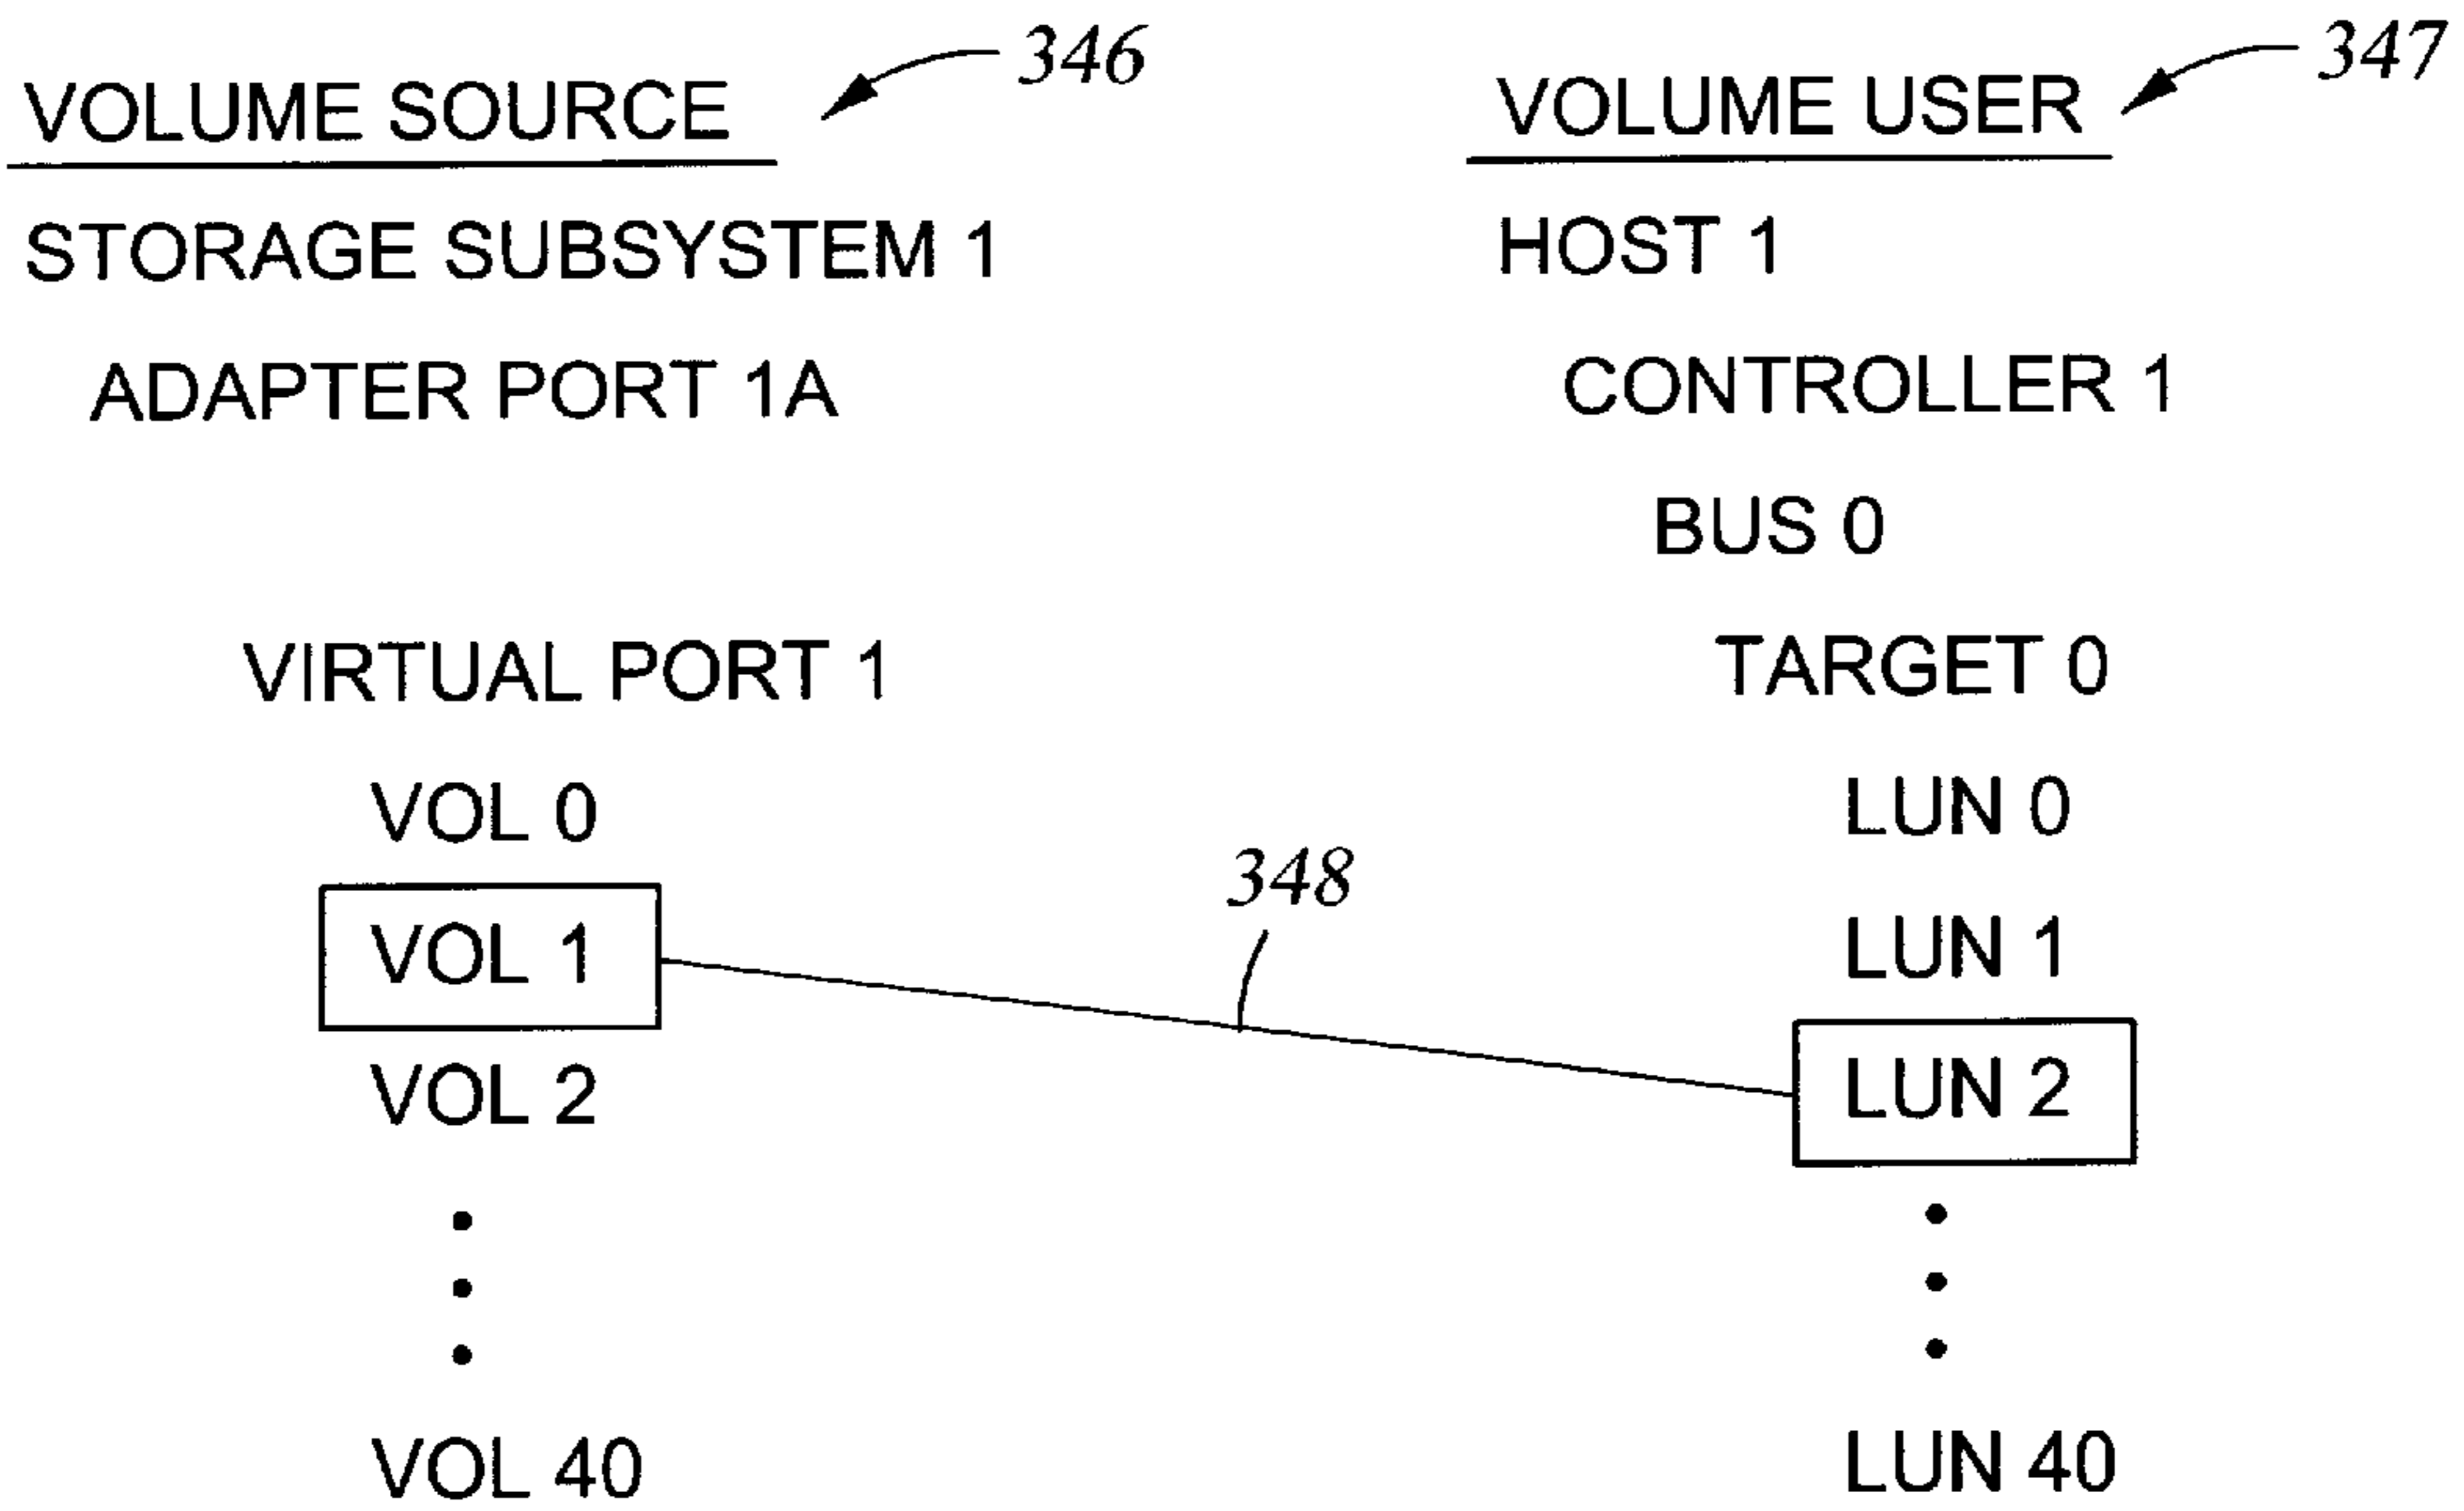 346
VOLUME SOURCE
STORAGE SUBSYSTEM 1
ADAPTER PORT 1A
VIRTUAL PORT 1
VOL 0
VOL 1
VOL 2
VOL 40
348
347
VOLUME USER
HOST 1
CONTROLLER 1
BUS 0
TARGET 0
LUN 0
LUN 1
LUN 2
LUN 40